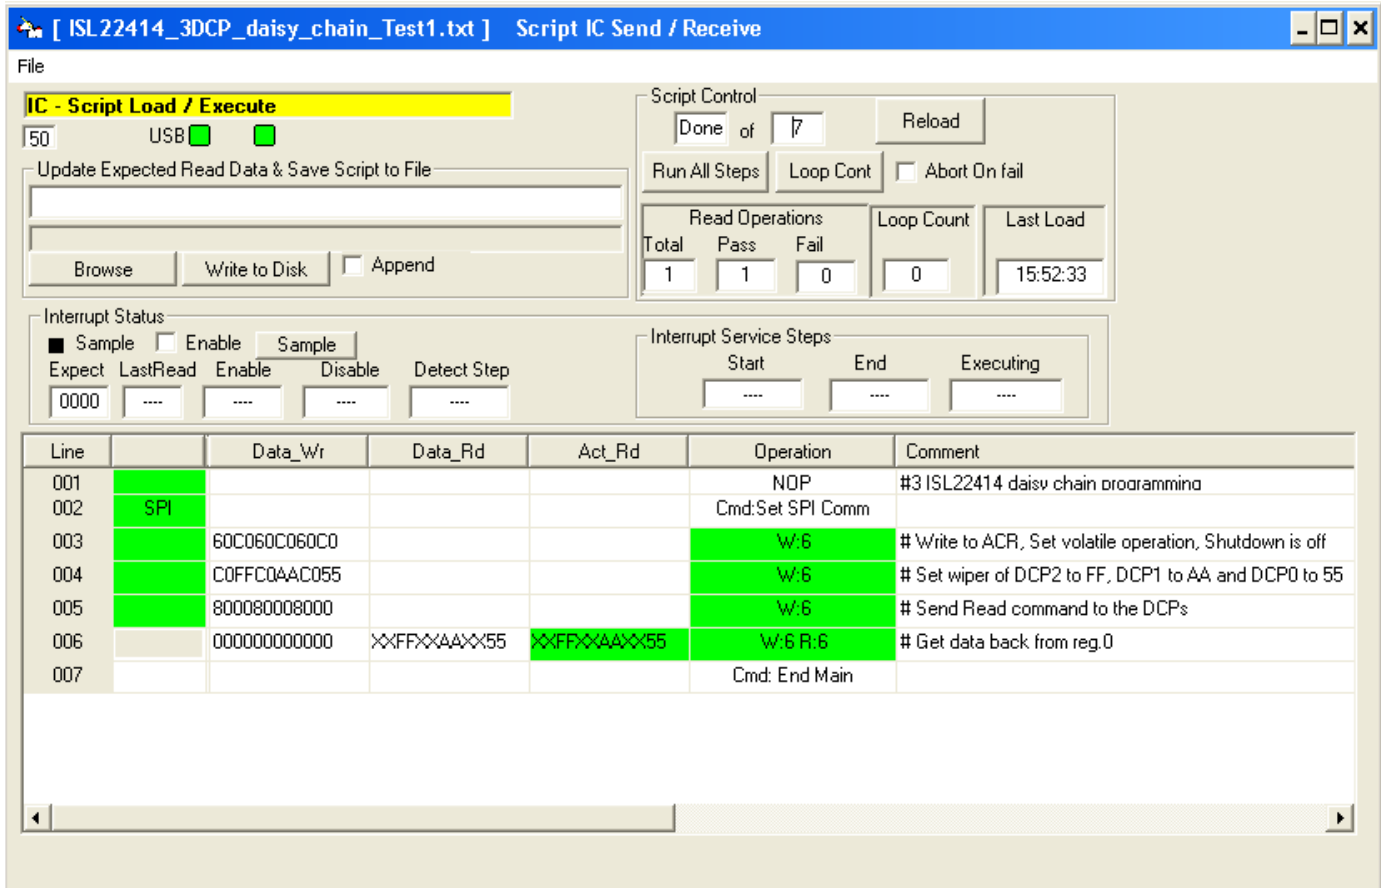 [ ISL22414_3DCP_daisy_chain_Test1.txt ] Script IC Send / Receive
File
IC - Script Load / Execute
50 USB
Update Expected Read Data & Save Script to File
Browse Write to Disk Append
Script Control
Done of 7 Reload
Run All Steps Loop Cont Abort On fail
Read Operations Loop Count Last Load
Total Pass Fail
1 1 0 0 15:52:33
Interrupt Status
Sample Enable Sample
Expect LastRead Enable Disable Detect Step
0000 ---- ---- ---- ----
Interrupt Service Steps
Start End Executing
---- ---- ----
Line Data_Wr Data_Rd Act_Rd Operation Comment
001 NOP #3 ISL22414 daisy chain programming
002 SPI Cmd:Set SPI Comm
003 60C060C060C0 W:6 # Write to ACR, Set volatile operation, Shutdown is off
004 C0FFC0AAC055 W:6 # Set wiper of DCP2 to FF, DCP1 to AA and DCP0 to 55
005 800080008000 W:6 # Send Read command to the DCPs
006 000000000000 XXFFXXAAXX55 XXFFXXAAXX55 W:6 R:6 # Get data back from reg.0
007 Cmd: End Main